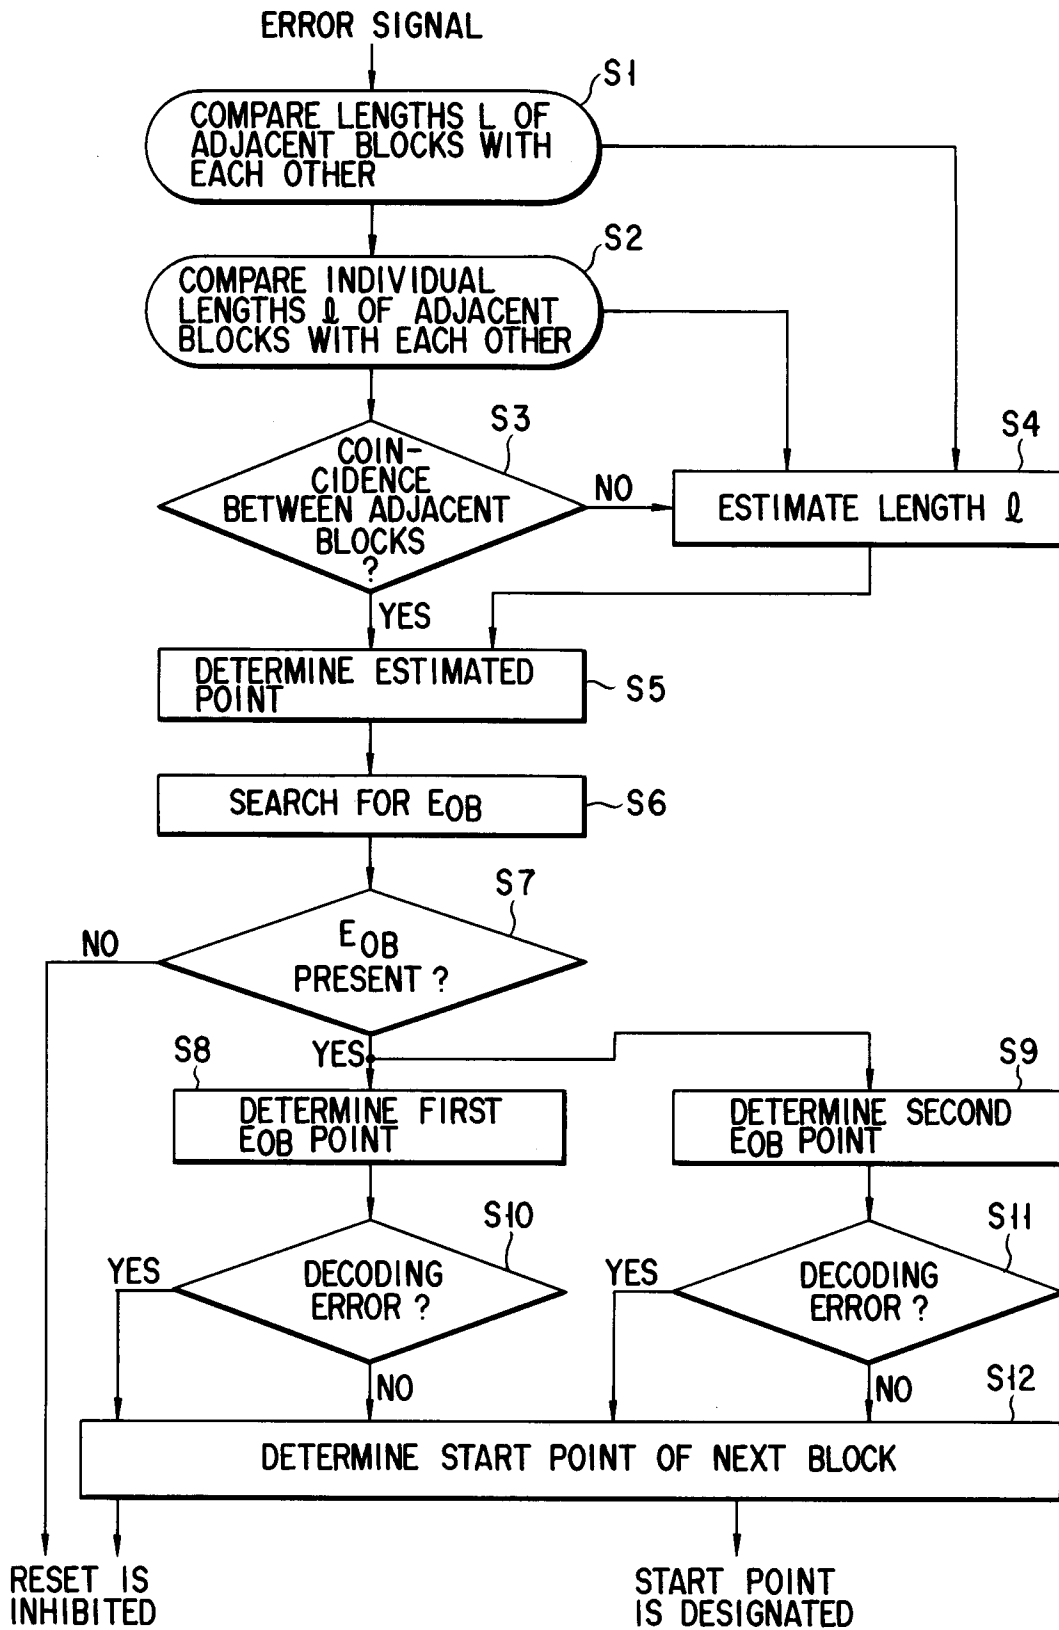 ERROR SIGNAL
S1
COMPARE LENGTHS L OF
ADJACENT BLOCKS WITH
EACH OTHER
S2
COMPARE INDIVIDUAL
LENGTHS ℓ OF ADJACENT
BLOCKS WITH EACH OTHER
S3
COIN-
CIDENCE
BETWEEN ADJACENT
BLOCKS
?
NO
S4
ESTIMATE LENGTH ℓ
YES
DETERMINE ESTIMATED
POINT
S5
SEARCH FOR EOB
S6
S7
EOB
PRESENT ?
NO
YES
S8
DETERMINE FIRST
EOB POINT
S9
DETERMINE SECOND
EOB POINT
S10
DECODING
ERROR ?
YES
NO
S11
DECODING
ERROR ?
YES
NO
S12
DETERMINE START POINT OF NEXT BLOCK
RESET IS
INHIBITED
START POINT
IS DESIGNATED